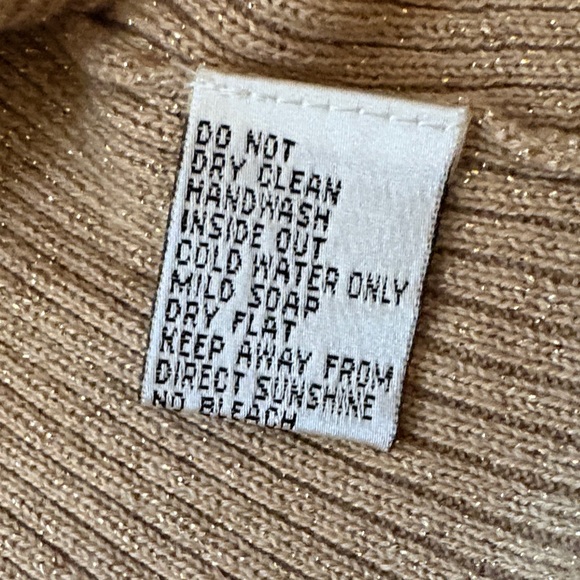 DO NOT
DRY CLEAN
HANDWASH
INSIDE OUT
COLD WATER ONLY
MILD SOAP
DRY FLAT
KEEP AWAY FROM
DIRECT SUNSHINE
NO BLEACH